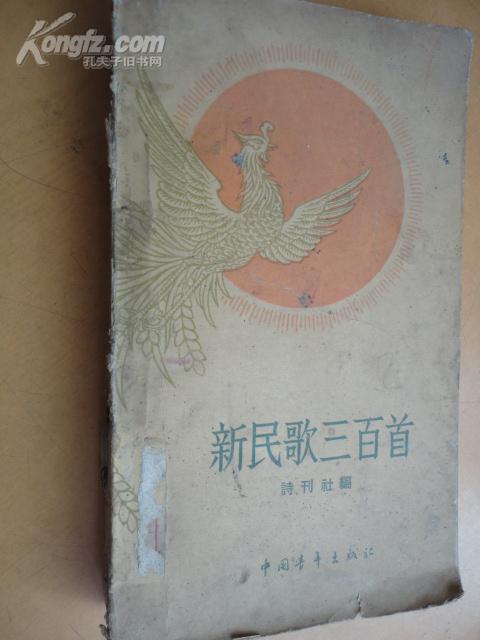 Kongfz.com
孔夫子旧书网
新民歌三百首
詩刊社編
中国青年出版社